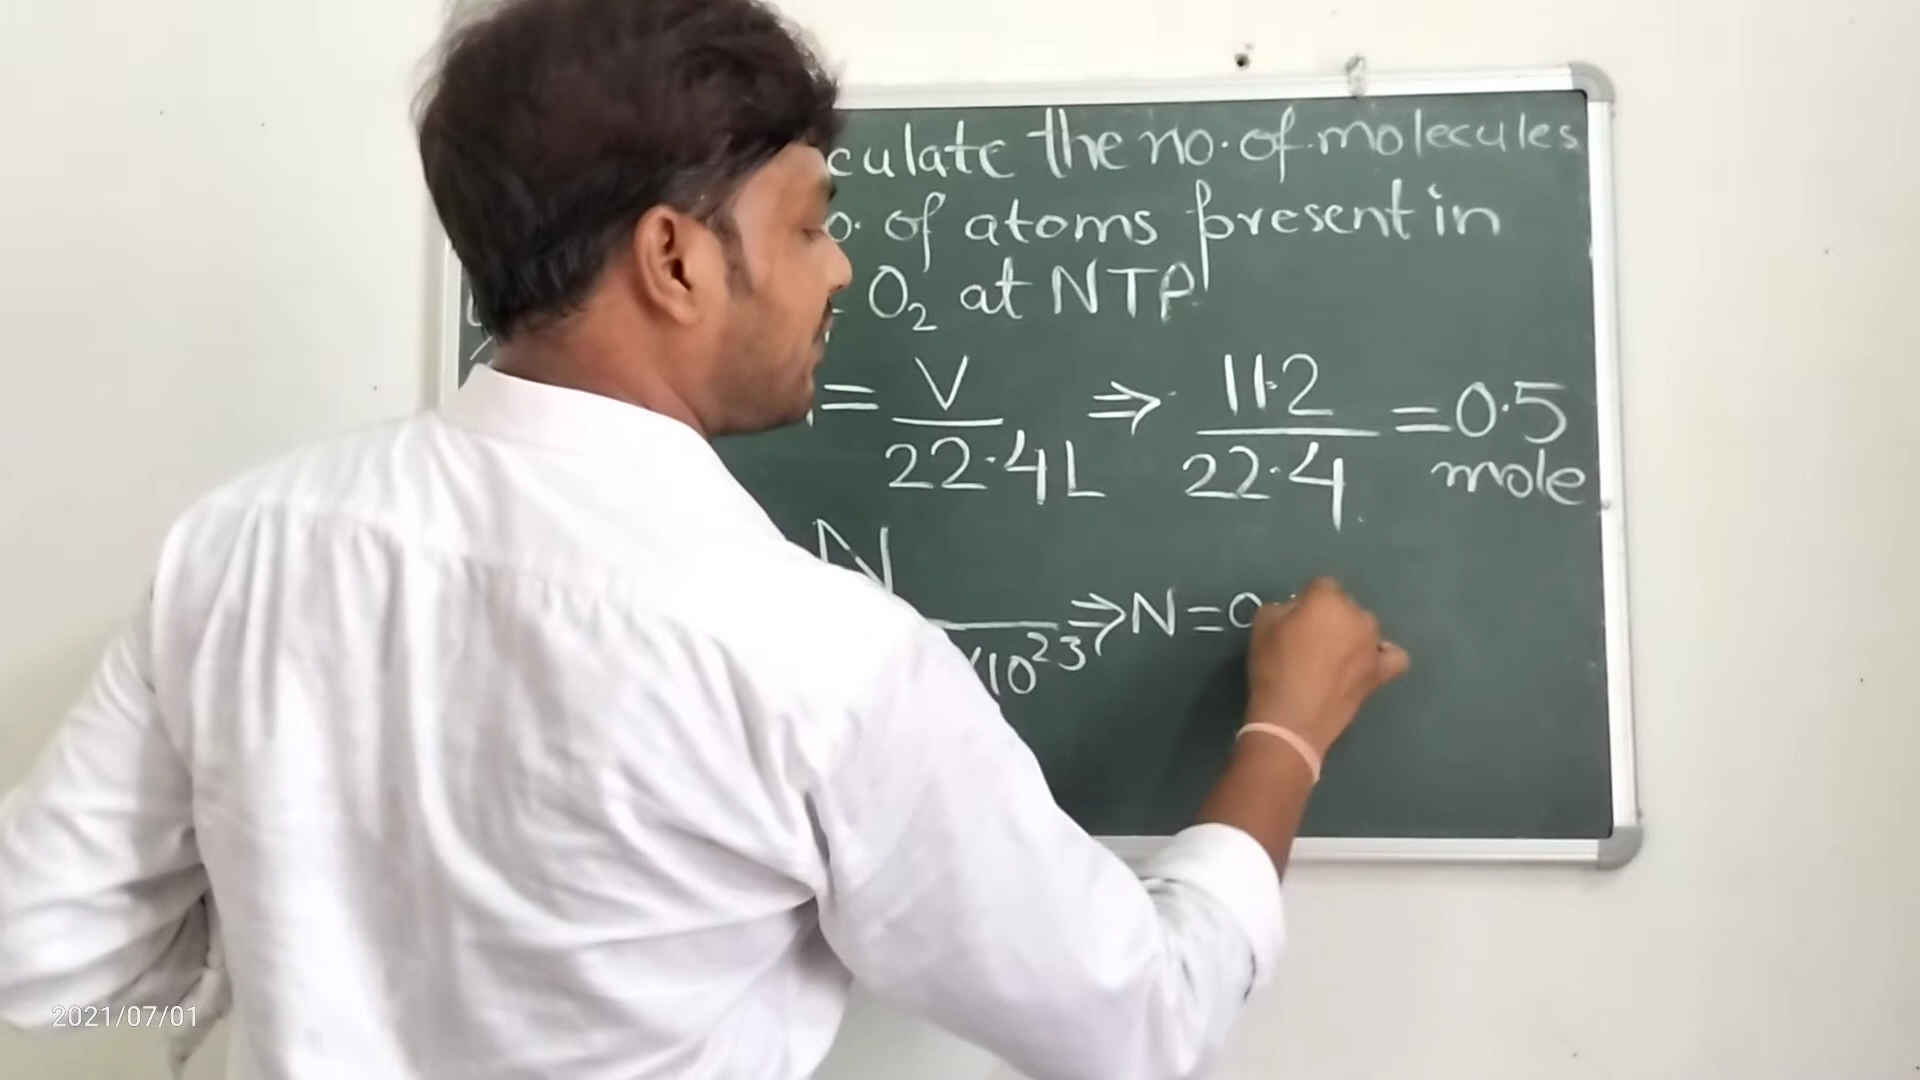 culate the no. of molecules
o. of atoms present in
O₂ at NTP
= V / 22.4L ⇒ 11.2 / 22.4 = 0.5 mole
N / ×10²³ ⇒ N = 0.
2021/07/01